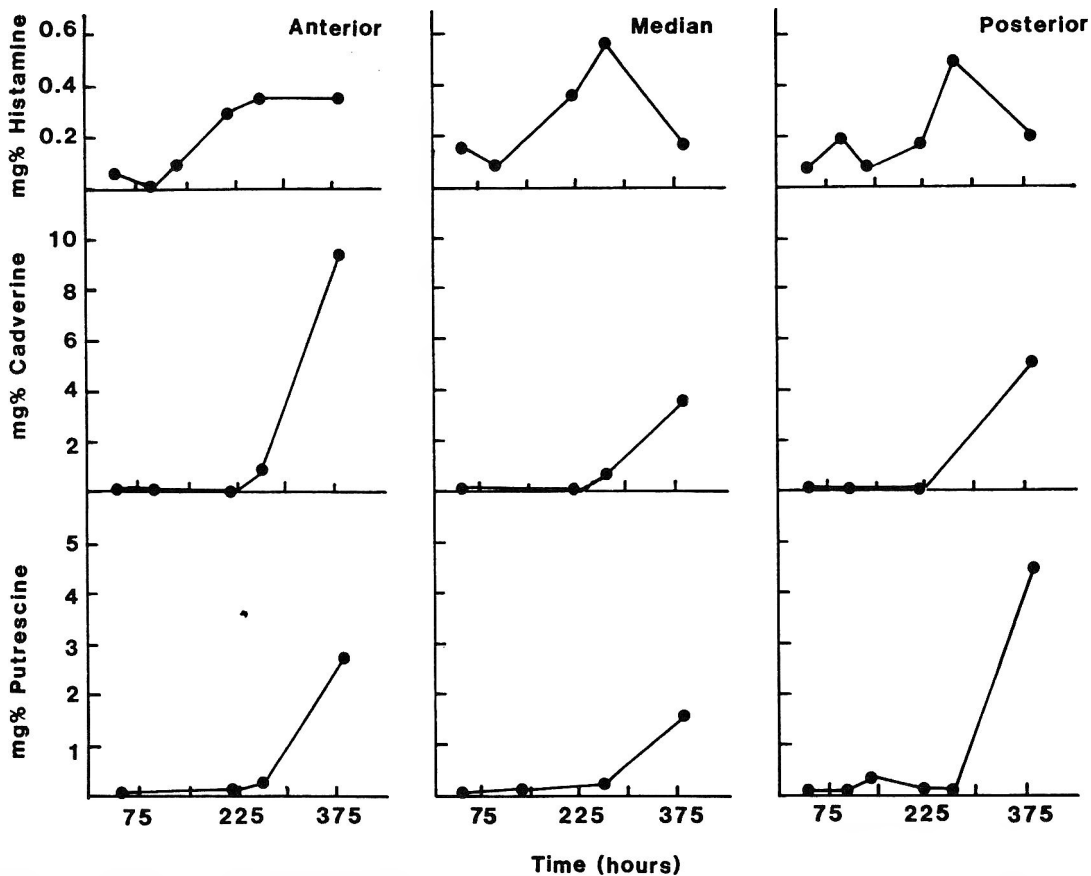 Anterior
Median
Posterior
mg% Histamine
0.6
0.4
0.2
mg% Cadverine
10
8
6
4
2
mg% Putrescine
5
4
3
2
1
75 225 375
75 225 375
75 225 375
Time (hours)